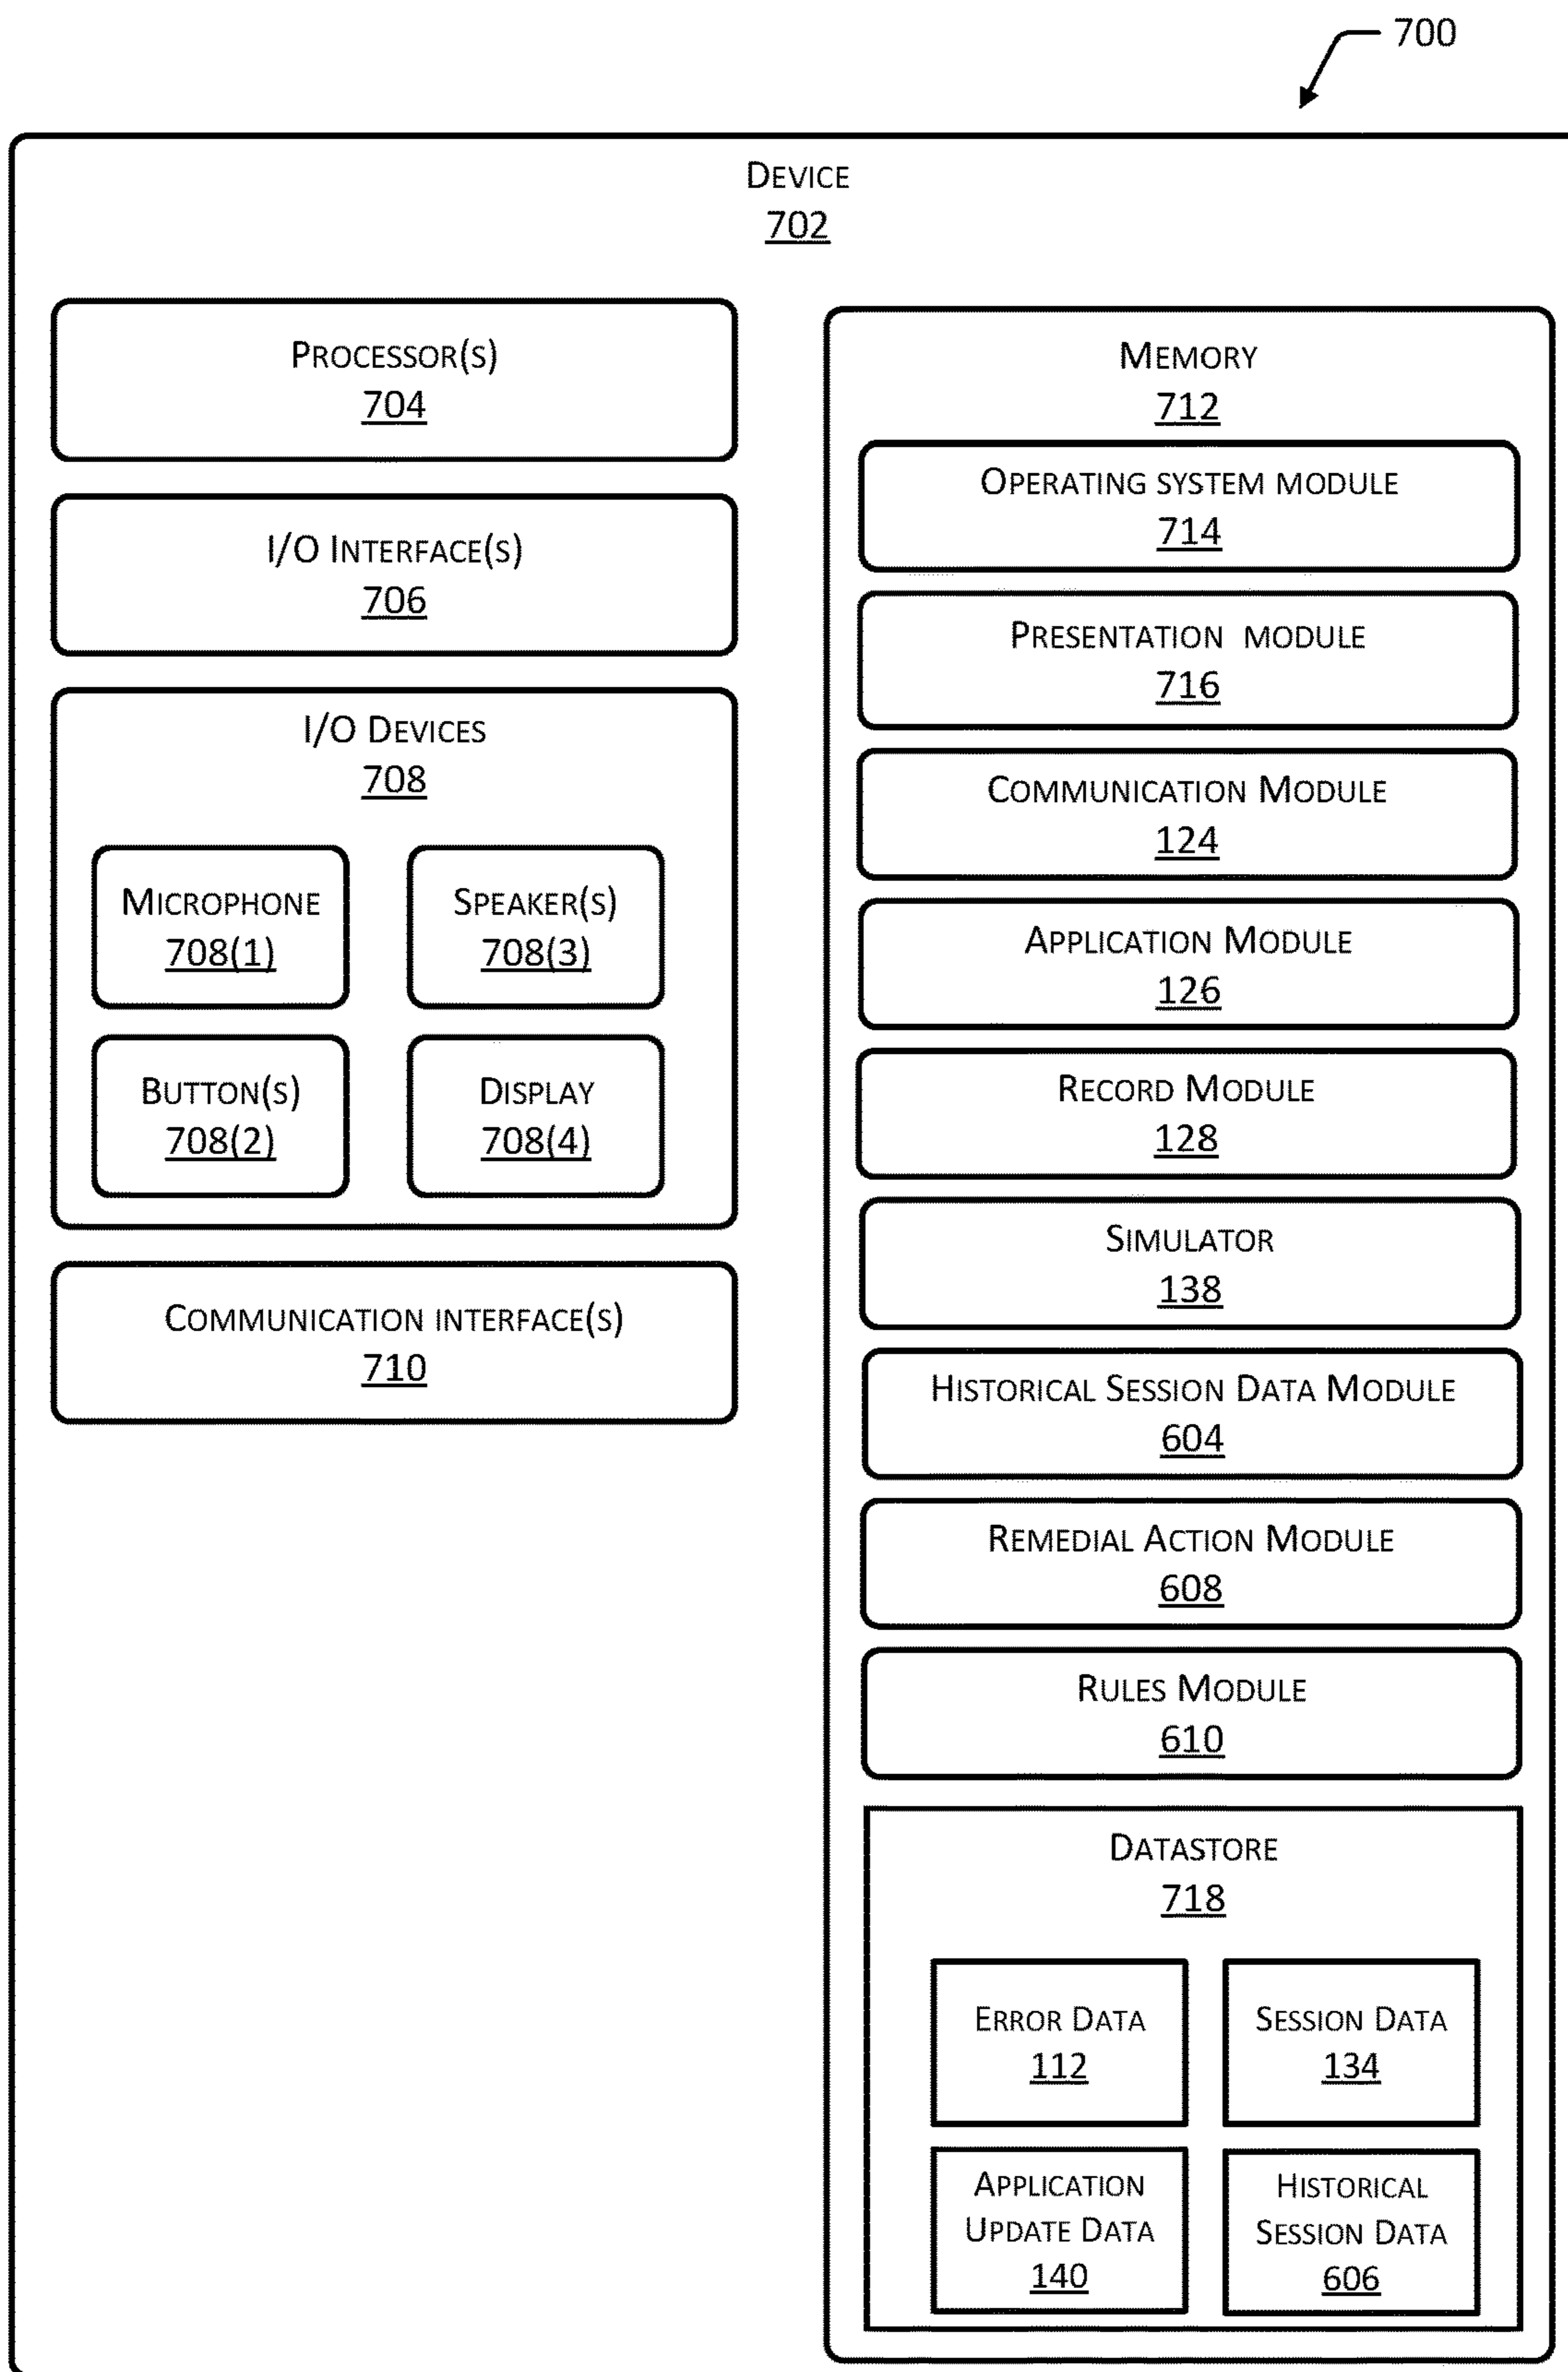 700
Device
702
Processor(s)
704
I/O Interface(s)
706
I/O Devices
708
Microphone
708(1)
Speaker(s)
708(3)
Button(s)
708(2)
Display
708(4)
Communication interface(s)
710
Memory
712
Operating system module
714
Presentation module
716
Communication Module
124
Application Module
126
Record Module
128
Simulator
138
Historical Session Data Module
604
Remedial Action Module
608
Rules Module
610
Datastore
718
Error Data
112
Session Data
134
Application
Update Data
140
Historical
Session Data
606